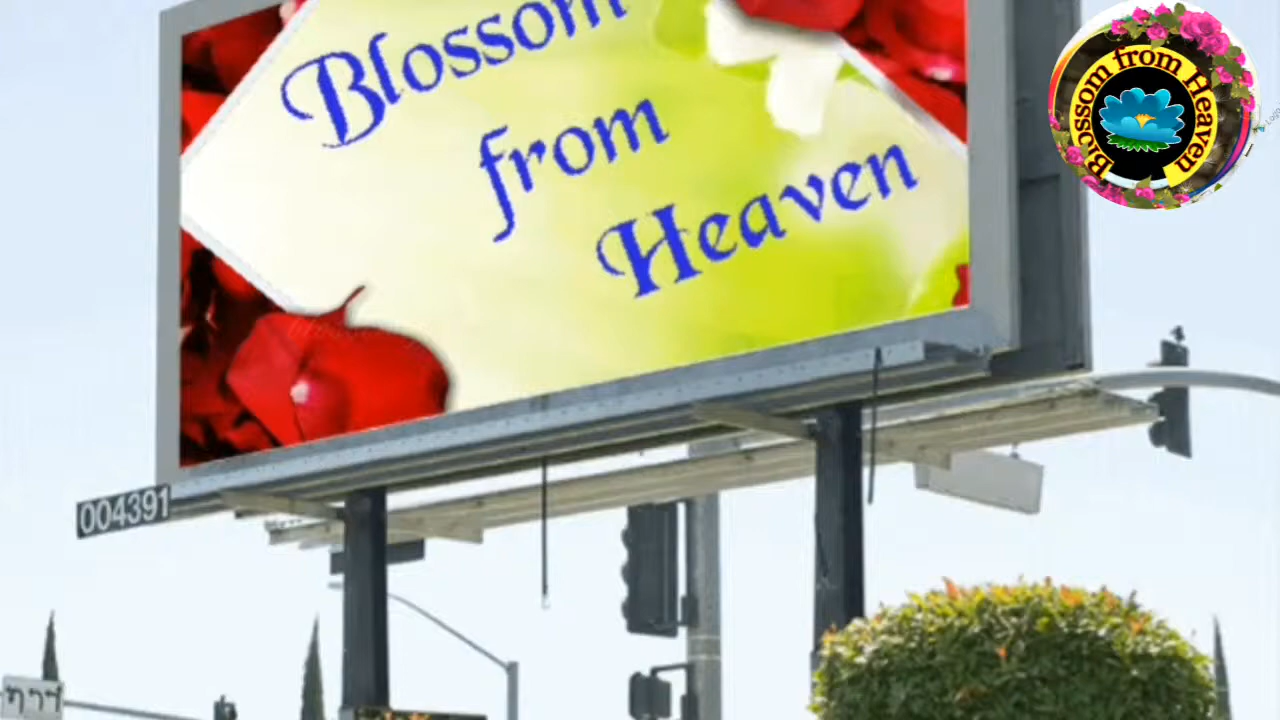 Blossom
from
Heaven
Blossom from Heaven
004391